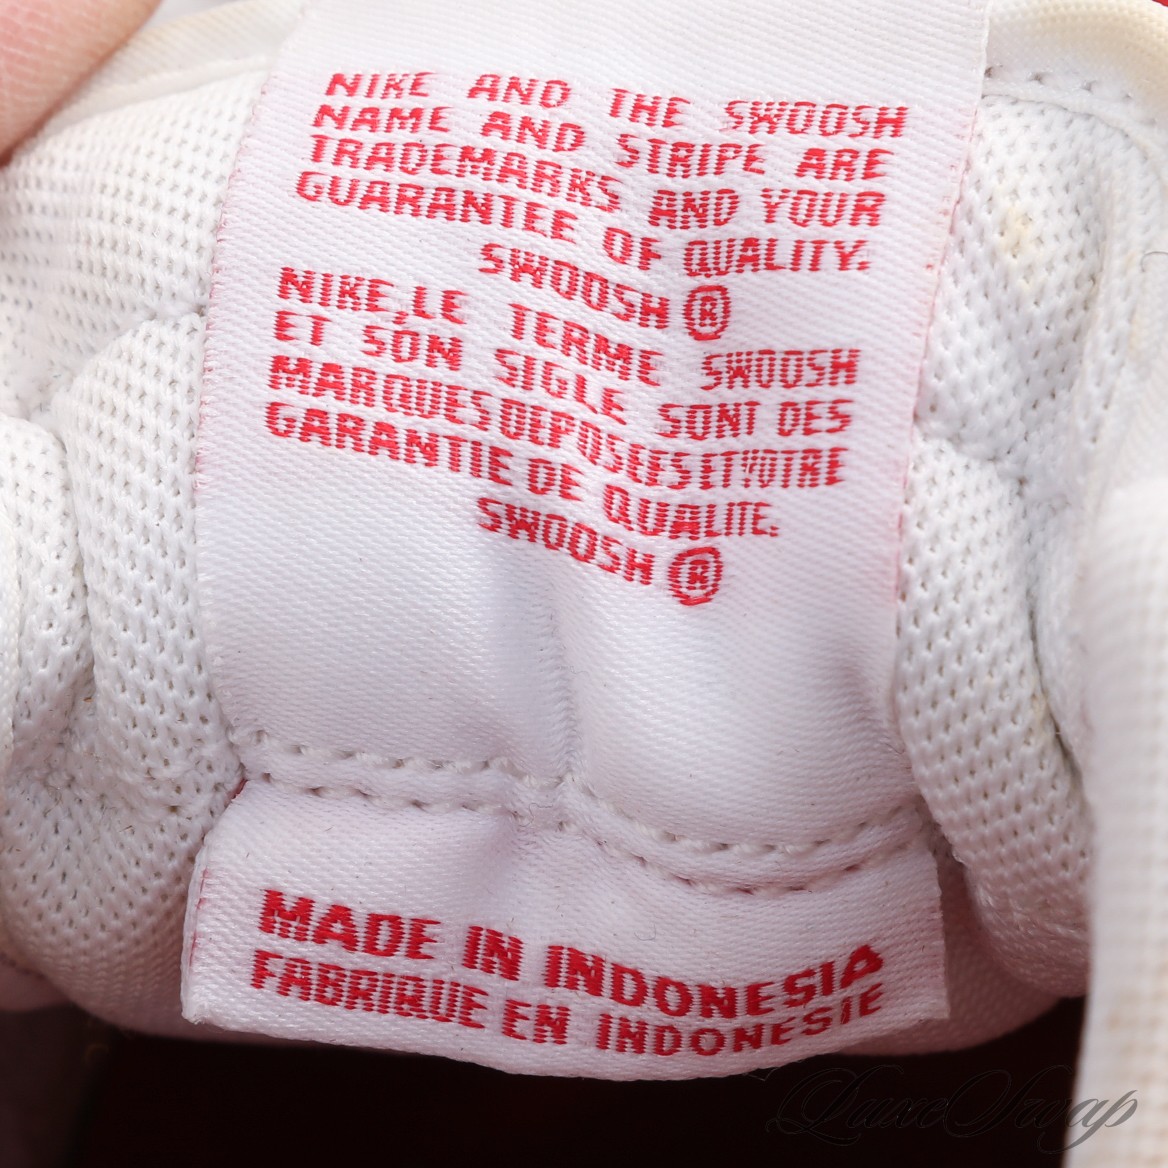 NIKE AND THE SWOOSH
NAME AND STRIPE ARE
TRADEMARKS AND YOUR
GUARANTEE OF QUALITY.
SWOOSH ®
NIKE, LE TERME SWOOSH
ET SON SIGLE SONT DES
MARQUES DEPOSEES ET VOTRE
GARANTIE DE QUALITE.
SWOOSH ®
MADE IN INDONESIA
FABRIQUE EN INDONESIE
LuxeSwap